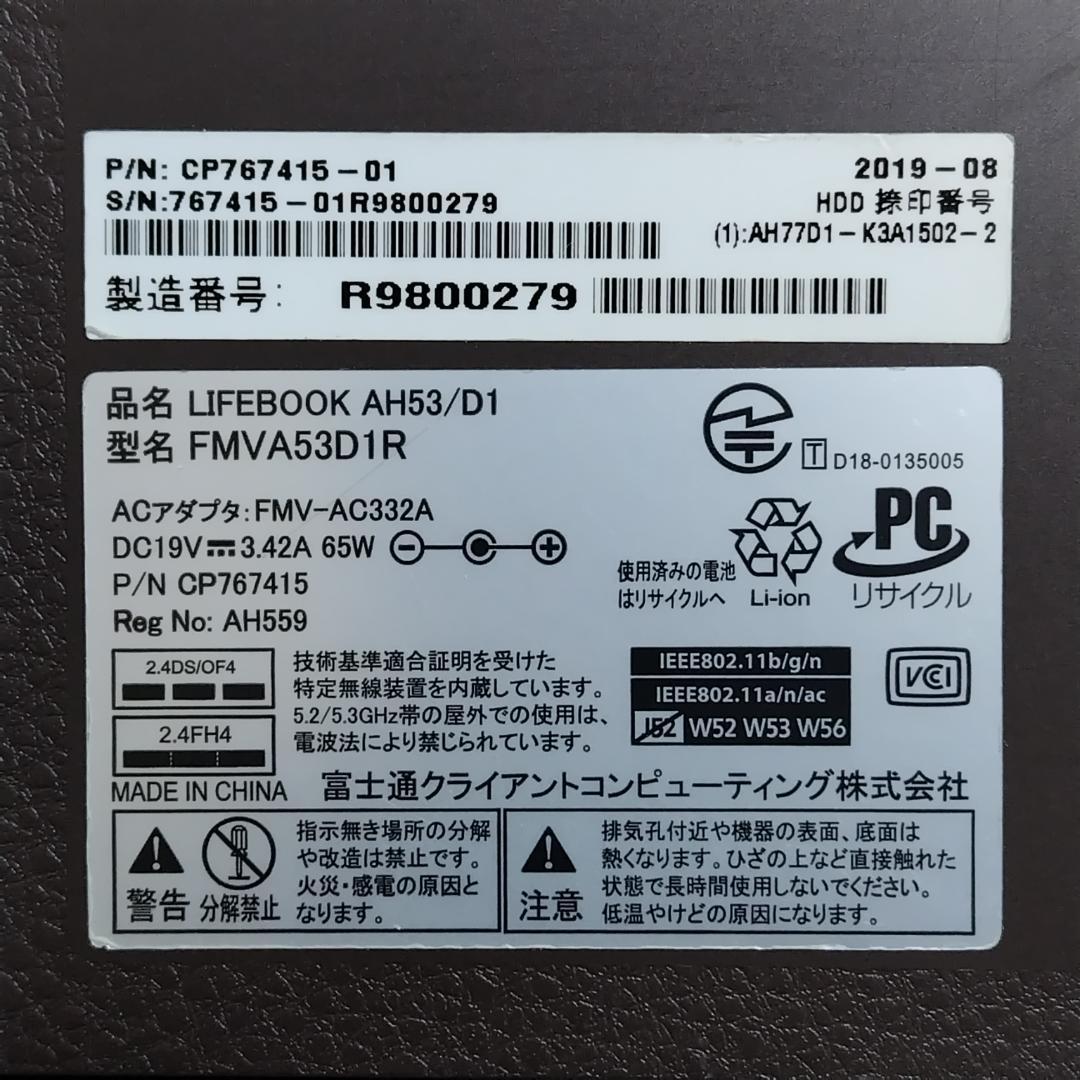 P/N: CP767415-01
2019-08
S/N:767415-01R9800279
HDD 捺印番号
(1):AH77D1-K3A1502-2
製造番号: R9800279
品名 LIFEBOOK AH53/D1
型名 FMVA53D1R
T D18-0135005
ACアダプタ:FMV-AC332A
DC19V 3.42A 65W
P/N CP767415
Reg No: AH559
使用済みの電池
はリサイクルへ
Li-ion
PC
リサイクル
2.4DS/OF4
2.4FH4
技術基準適合証明を受けた
特定無線装置を内蔵しています。
5.2/5.3GHz帯の屋外での使用は、
電波法により禁じられています。
IEEE802.11b/g/n
IEEE802.11a/n/ac
J52 W52 W53 W56
VCI
MADE IN CHINA
富士通クライアントコンピューティング株式会社
警告
分解禁止
指示無き場所の分解
や改造は禁止です。
火災・感電の原因と
なります。
注意
排気孔付近や機器の表面、底面は
熱くなります。ひざの上など直接触れた
状態で長時間使用しないでください。
低温やけどの原因になります。